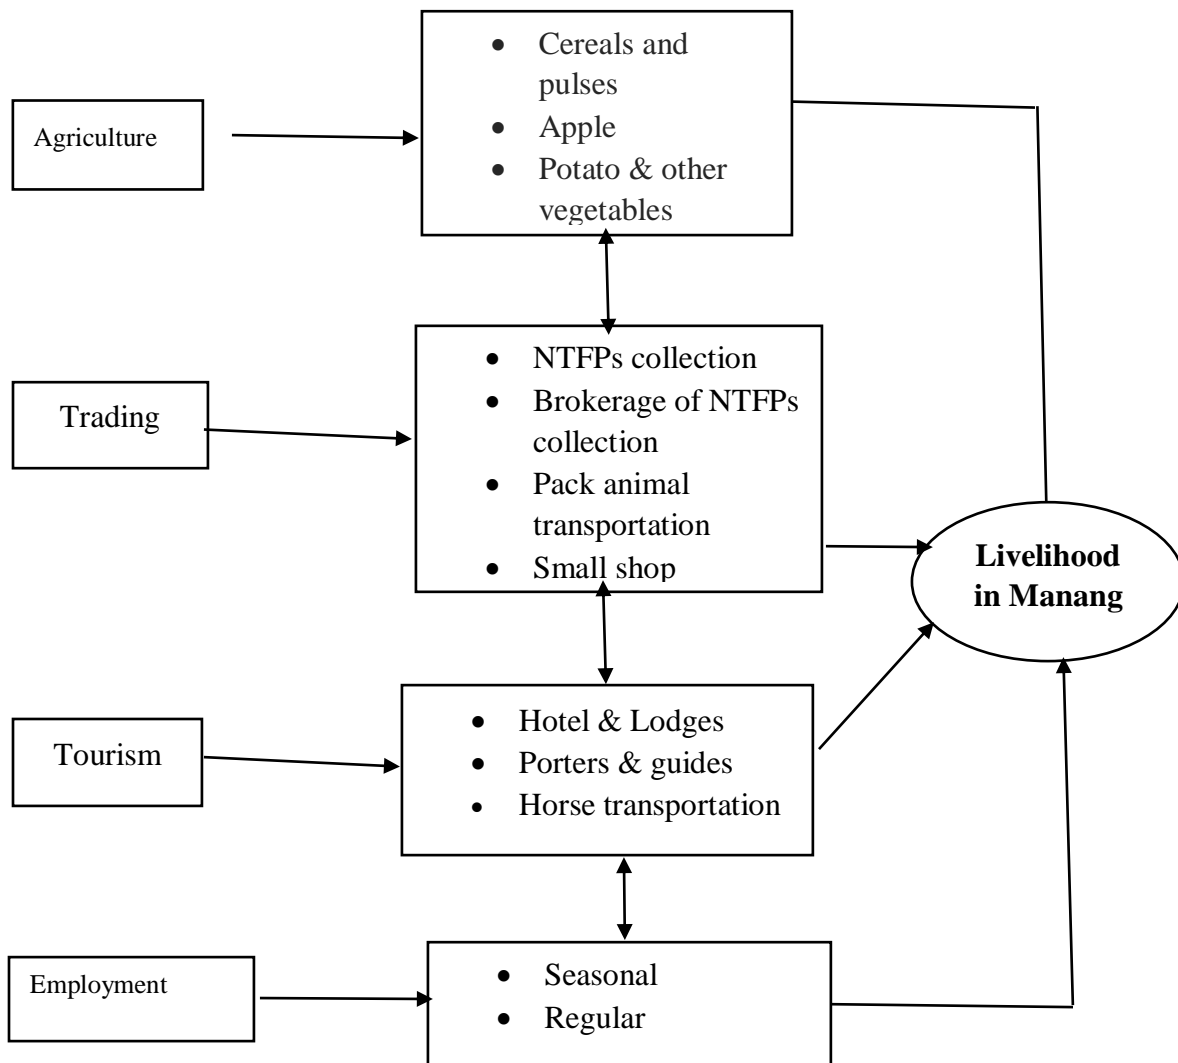 Agriculture
• Cereals and
pulses
• Apple
• Potato & other
vegetables
Trading
• NTFPs collection
• Brokerage of NTFPs
collection
• Pack animal
transportation
• Small shop
Livelihood
in Manang
Tourism
• Hotel & Lodges
• Porters & guides
• Horse transportation
Employment
• Seasonal
• Regular